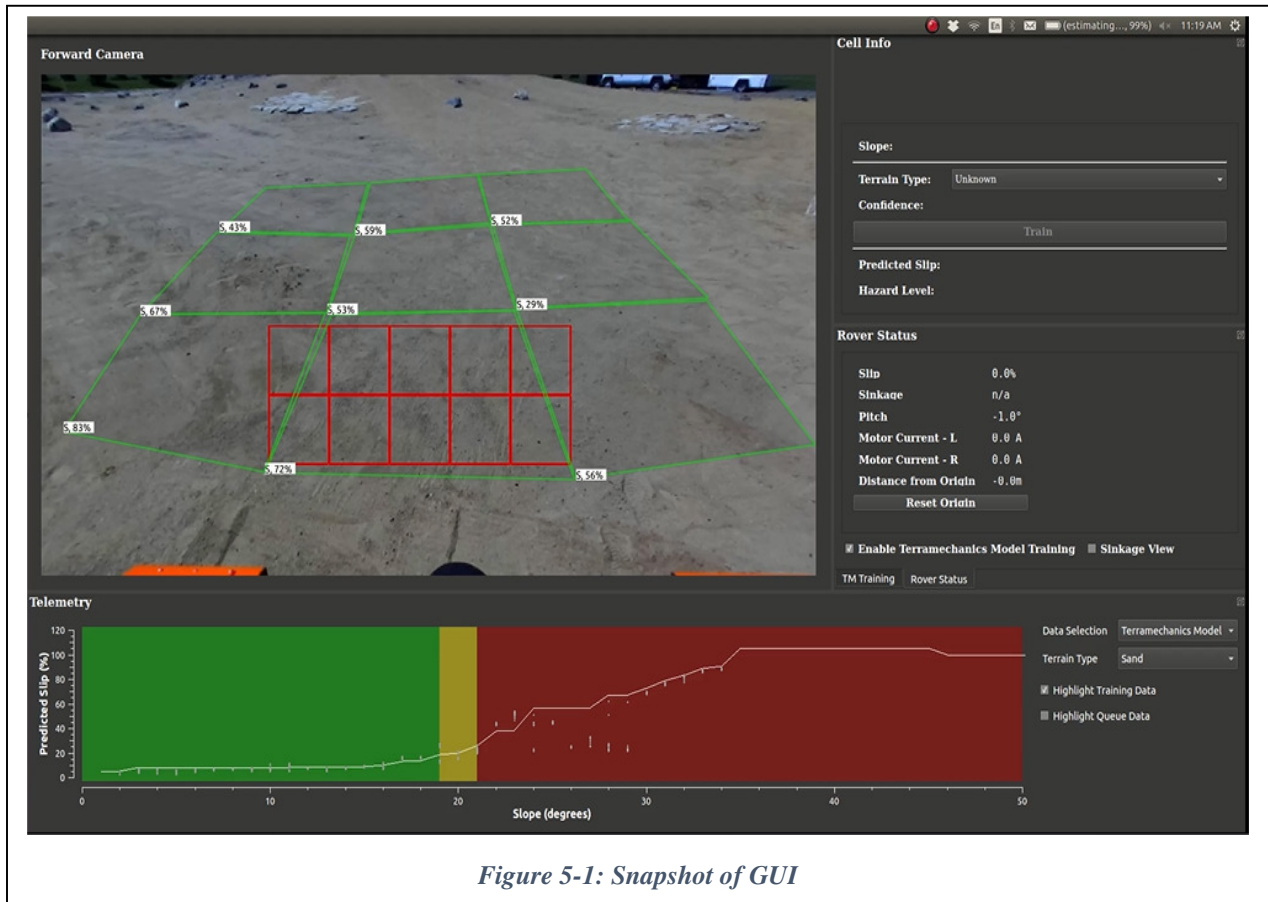 En (estimating..., 99%) 11:19 AM
Forward Camera
S, 43%
S, 59%
S, 52%
S, 67%
S, 53%
S, 29%
S, 83%
S, 72%
S, 56%
Cell Info
Slope:
Terrain Type: Unknown
Confidence:
Train
Predicted Slip:
Hazard Level:
Rover Status
Slip 0.0%
Sinkage n/a
Pitch -1.0°
Motor Current - L 0.0 A
Motor Current - R 0.0 A
Distance from Origin -0.0m
Reset Origin
Enable Terramechanics Model Training Sinkage View
TM Training Rover Status
Telemetry
Predicted Slip (%)
120
100
80
60
40
20
0
0 10 20 30 40 50
Slope (degrees)
Data Selection Terramechanics Model
Terrain Type Sand
Highlight Training Data
Highlight Queue Data
Figure 5-1: Snapshot of GUI